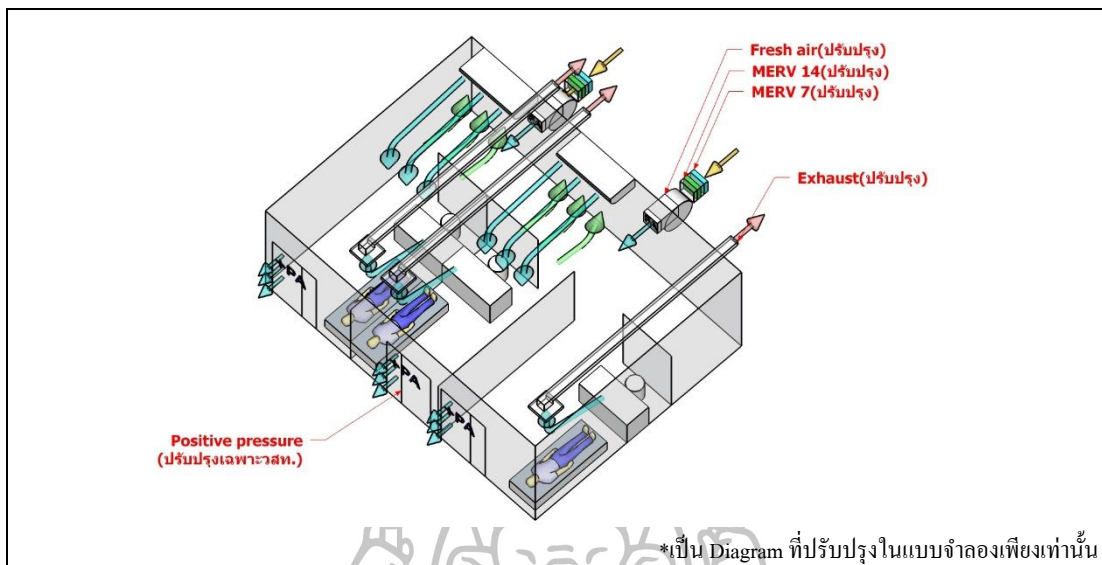 Fresh air(ปรับปรุง)
MERV 14(ปรับปรุง)
MERV 7(ปรับปรุง)
Exhaust(ปรับปรุง)
+PA
+PA
+PA
Positive pressure
(ปรับปรุงเฉพาะวสท.)
*เป็น Diagram ที่ปรับปรุงในแบบจำลองเพียงเท่านั้น